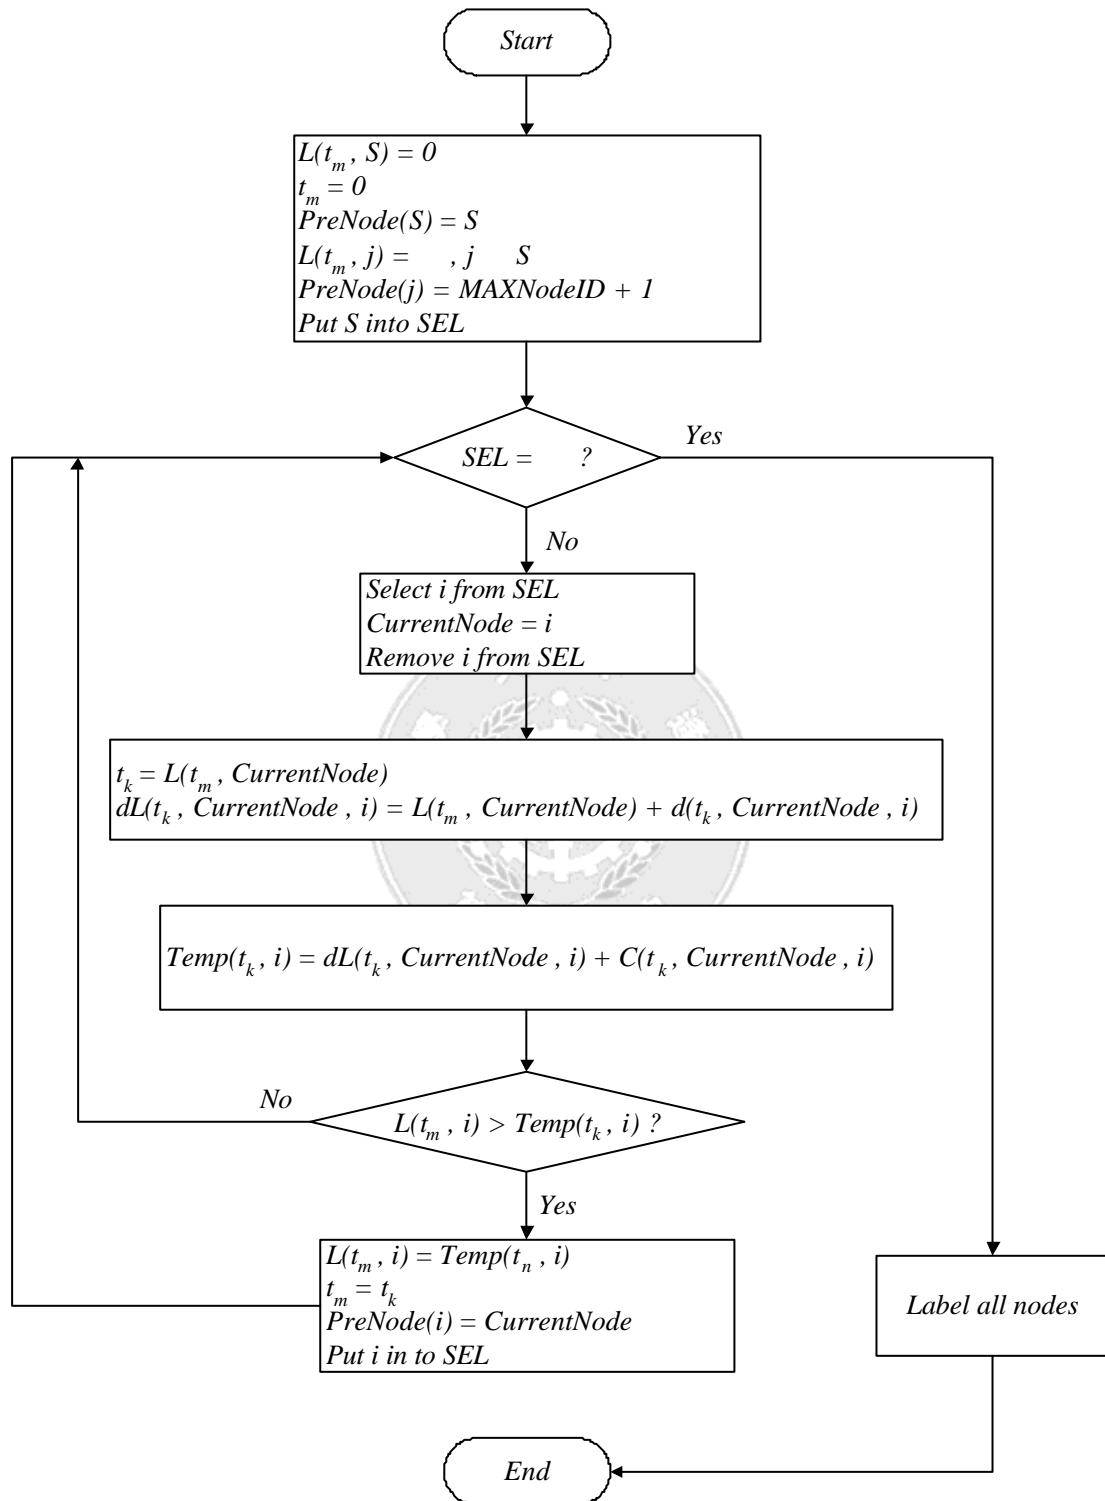 Start
L(t_m, S) = 0
t_m = 0
PreNode(S) = S
L(t_m, j) = , j S
PreNode(j) = MAXNodeID + 1
Put S into SEL
SEL = ?
Yes
No
Select i from SEL
CurrentNode = i
Remove i from SEL
t_k = L(t_m, CurrentNode)
dL(t_k, CurrentNode, i) = L(t_m, CurrentNode) + d(t_k, CurrentNode, i)
Temp(t_k, i) = dL(t_k, CurrentNode, i) + C(t_k, CurrentNode, i)
No
L(t_m, i) > Temp(t_k, i) ?
Yes
L(t_m, i) = Temp(t_n, i)
t_m = t_k
PreNode(i) = CurrentNode
Put i in to SEL
Label all nodes
End